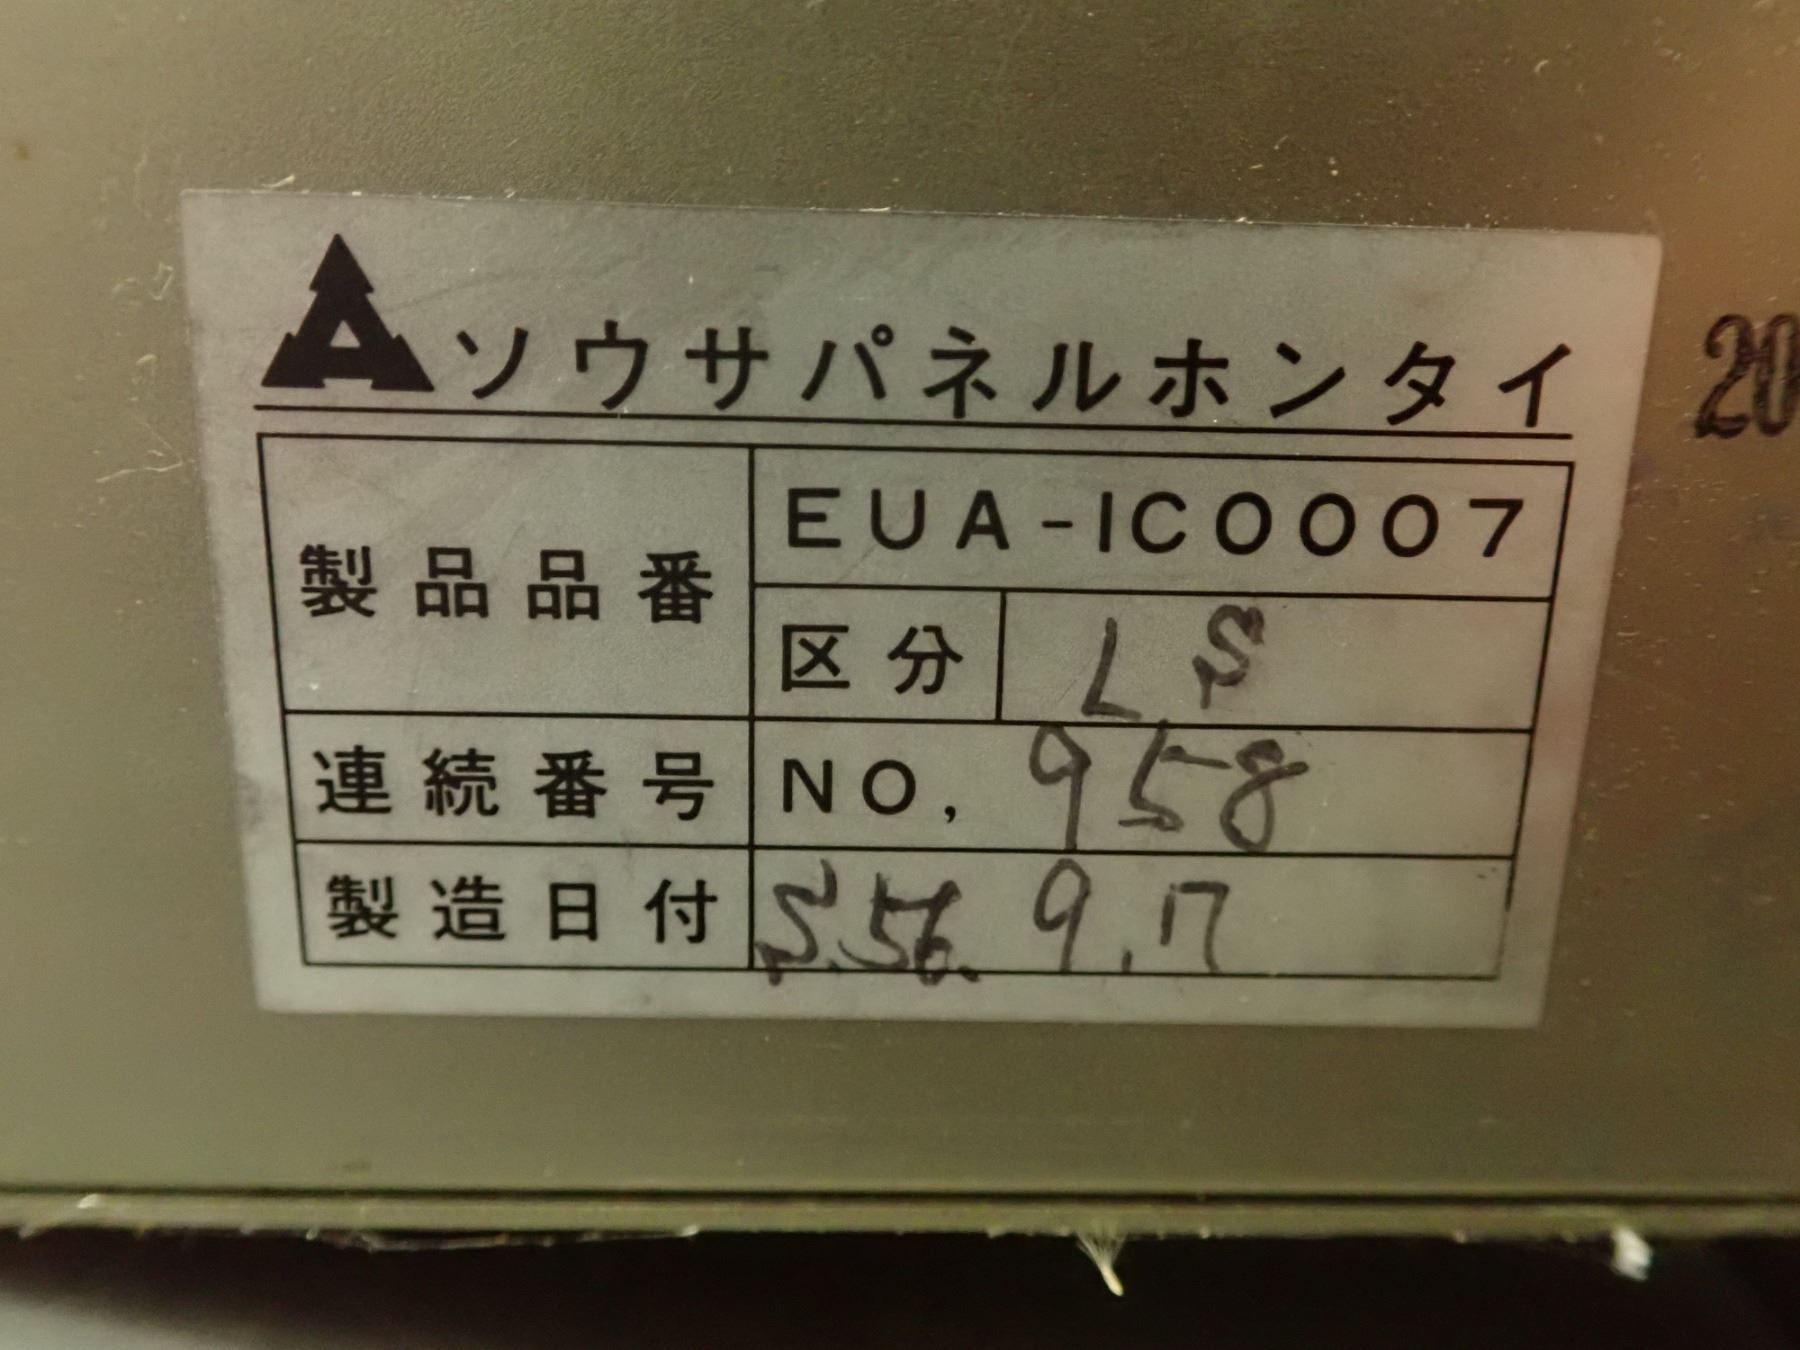 ソウサパネルホンタイ
20
製品品番 EUA-1C0007
区分 LS
連続番号 NO, 958
製造日付 S.56. 9.17